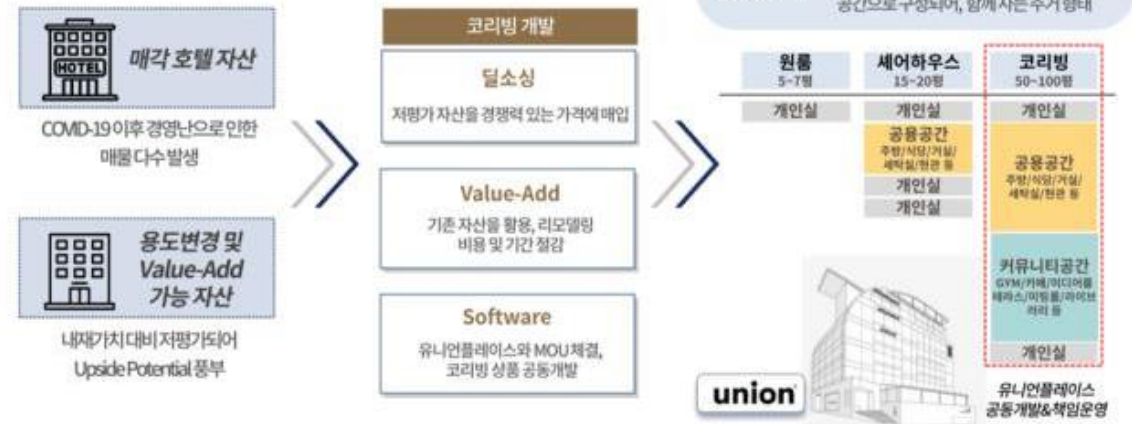 매각 호텔 자산
HOTEL
COVID-19 이후 경영난으로 인한
매물 다수 발생
용도변경 및
Value-Add
가능 자산
내재가치 대비 저평가되어
Upside Potential 풍부
코리빙 개발
딜소싱
저평가 자산을 경쟁력 있는 가격에 매입
Value-Add
기존 자산을 활용, 리모델링
비용 및 기간 절감
Software
유니언플레이스와 MOU 체결,
코리빙 상품 공동개발
공간으로 구성되어, 함께 사는 주거 형태
원룸
5~7평
개인실
셰어하우스
15~20평
개인실
공용공간
주방/식당/거실/
세탁실/현관 등
개인실
개인실
코리빙
50~100평
개인실
공용공간
주방/식당/거실/
세탁실/현관 등
커뮤니티공간
GYM/카페/미디어룸
테라스/미팅룸/라이브
러리 등
개인실
union
유니언플레이스
공동개발&책임운영